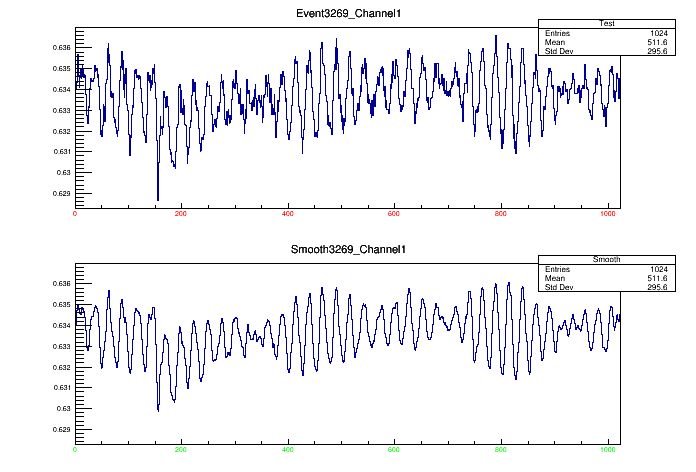 Event3269_Channel1
Test
Entries 1024
Mean 511.6
Std Dev 295.6
0.636
0.635
0.634
0.633
0.632
0.631
0.63
0.629
0 200 400 600 800 1000
Smooth3269_Channel1
Smooth
Entries 1024
Mean 511.6
Std Dev 295.6
0.636
0.635
0.634
0.633
0.632
0.631
0.63
0.629
0 200 400 600 800 1000